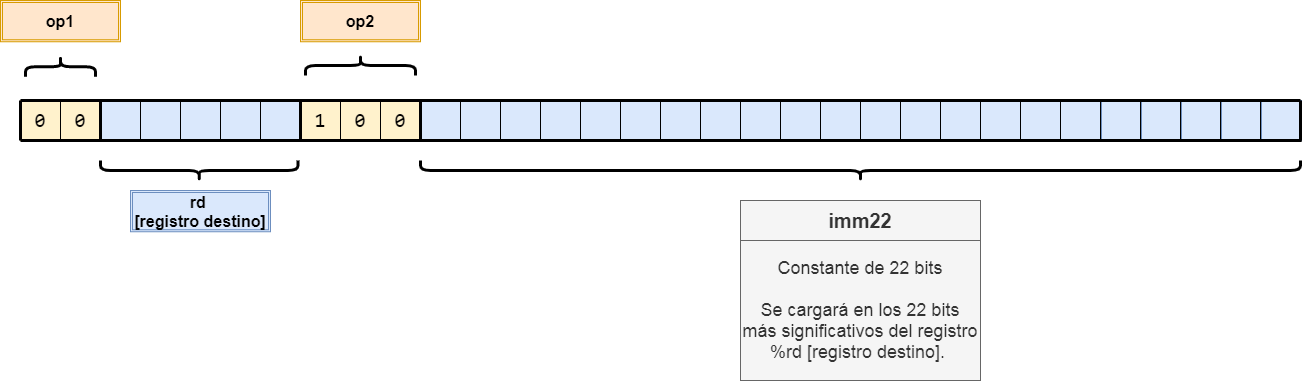 op1
op2
0 0 1 0 0
rd
[registro destino]
imm22
Constante de 22 bits
Se cargará en los 22 bits
más significativos del registro
%rd [registro destino].